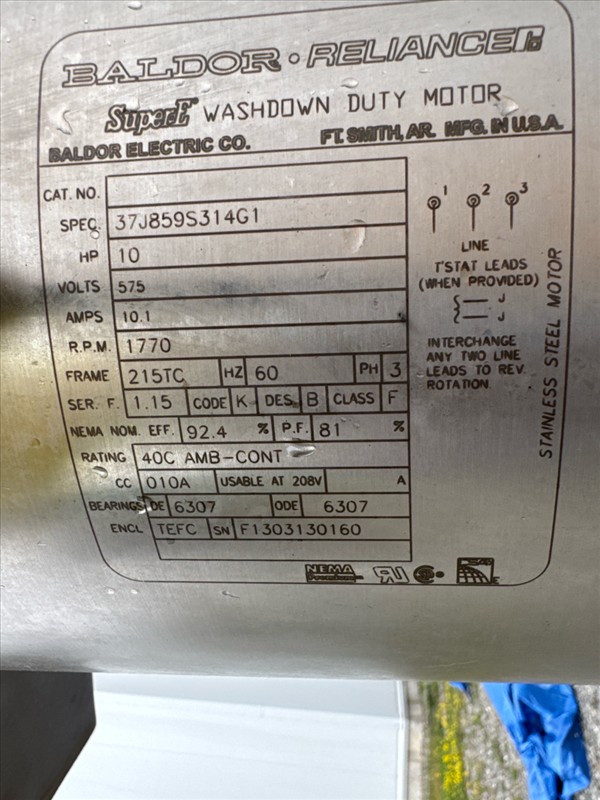 BALDOR • RELIANCE
SuperE WASHDOWN DUTY MOTOR
BALDOR ELECTRIC CO. FT. SMITH, AR. MFG. IN U.S.A.
CAT. NO.
SPEC. 37J859S314G1
HP 10
VOLTS 575
AMPS 10.1
R.P.M. 1770
FRAME 215TC HZ 60 PH 3
SER. F. 1.15 CODE K DES B CLASS F
NEMA NOM. EFF. 92.4 % P.F. 81 %
RATING 40C AMB-CONT
CC 010A USABLE AT 208V A
BEARINGS DE 6307 ODE 6307
ENCL TEFC SN F1303130160
1 2 3
LINE
T'STAT LEADS
(WHEN PROVIDED)
J
J
INTERCHANGE
ANY TWO LINE
LEADS TO REV.
ROTATION.
STAINLESS STEEL MOTOR
NEMA